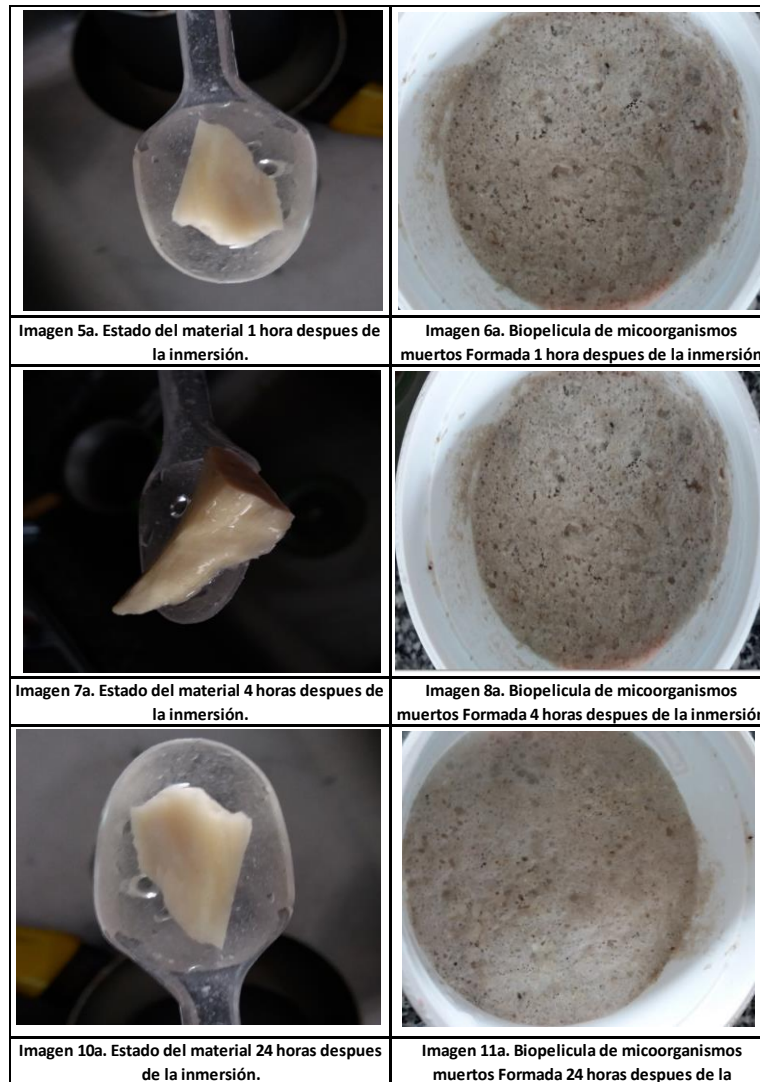 Imagen 5a. Estado del material 1 hora despues de
la inmersión.
Imagen 6a. Biopelicula de micoorganismos
muertos Formada 1 hora despues de la inmersión
Imagen 7a. Estado del material 4 horas despues de
la inmersión.
Imagen 8a. Biopelicula de micoorganismos
muertos Formada 4 horas despues de la inmersión
Imagen 10a. Estado del material 24 horas despues
de la inmersión.
Imagen 11a. Biopelicula de micoorganismos
muertos Formada 24 horas despues de la